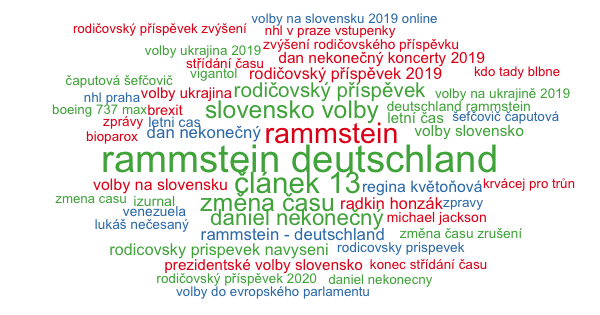 volby na slovensku 2019 online
rodičovský příspěvek zvýšení
nhl v praze vstupenky
volby ukrajina 2019
zvýšení rodičovského příspěvku
střídání času
dan nekonečný koncerty 2019
čaputová šefčovič
vigantol
rodičovský příspěvek 2019
kdo tady blbne
nhl praha
volby ukrajina
rodičovský příspěvek
volby na ukrajině 2019
boeing 737 max
brexit
slovensko volby
deutschland rammstein
zprávy
letni cas
letní čas
šefčovič čaputová
bioparox
dan nekonečný
rammstein
volby slovensko
rammstein deutschland
volby na slovensku
článek 13
regina květoňová
krvácej pro trůn
zmena casu
izurnal
změna času
radkin honzák
zpravy
venezuela
daniel nekonečný
michael jackson
lukáš nečesaný
rammstein - deutschland
změna času zrušení
rodicovsky prispevek navyseni
rodicovsky prispevek
prezidentské volby slovensko
konec střídání času
rodičovský příspěvek 2020
daniel nekonecny
volby do evropského parlamentu